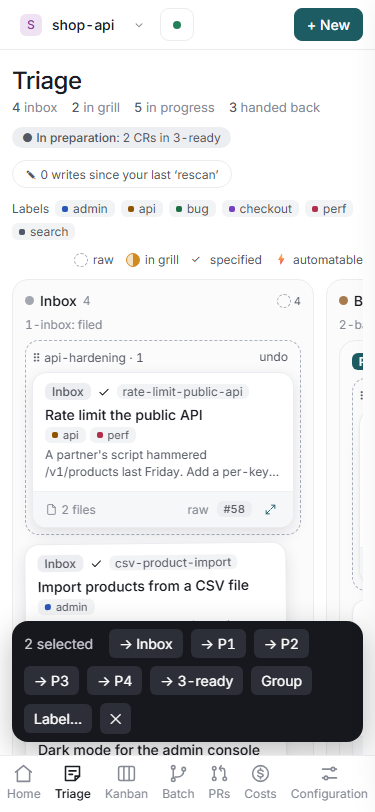 S shop-api + New
Triage
4 inbox 2 in grill 5 in progress 3 handed back
In preparation: 2 CRs in 3-ready
0 writes since your last ‘rescan’
Labels admin api bug checkout perf
search
raw in grill specified automatable
Inbox 4 4
1-inbox: filed
api-hardening · 1 undo
Inbox rate-limit-public-api
Rate limit the public API
api perf
A partner's script hammered
/v1/products last Friday. Add a per-key...
2 files raw #58
Inbox csv-product-import
Import products from a CSV file
admin
2 selected → Inbox → P1 → P2
→ P3 → P4 → 3-ready Group
Label... ×
Dark mode for the admin console
Home Triage Kanban Batch PRs Costs Configuration